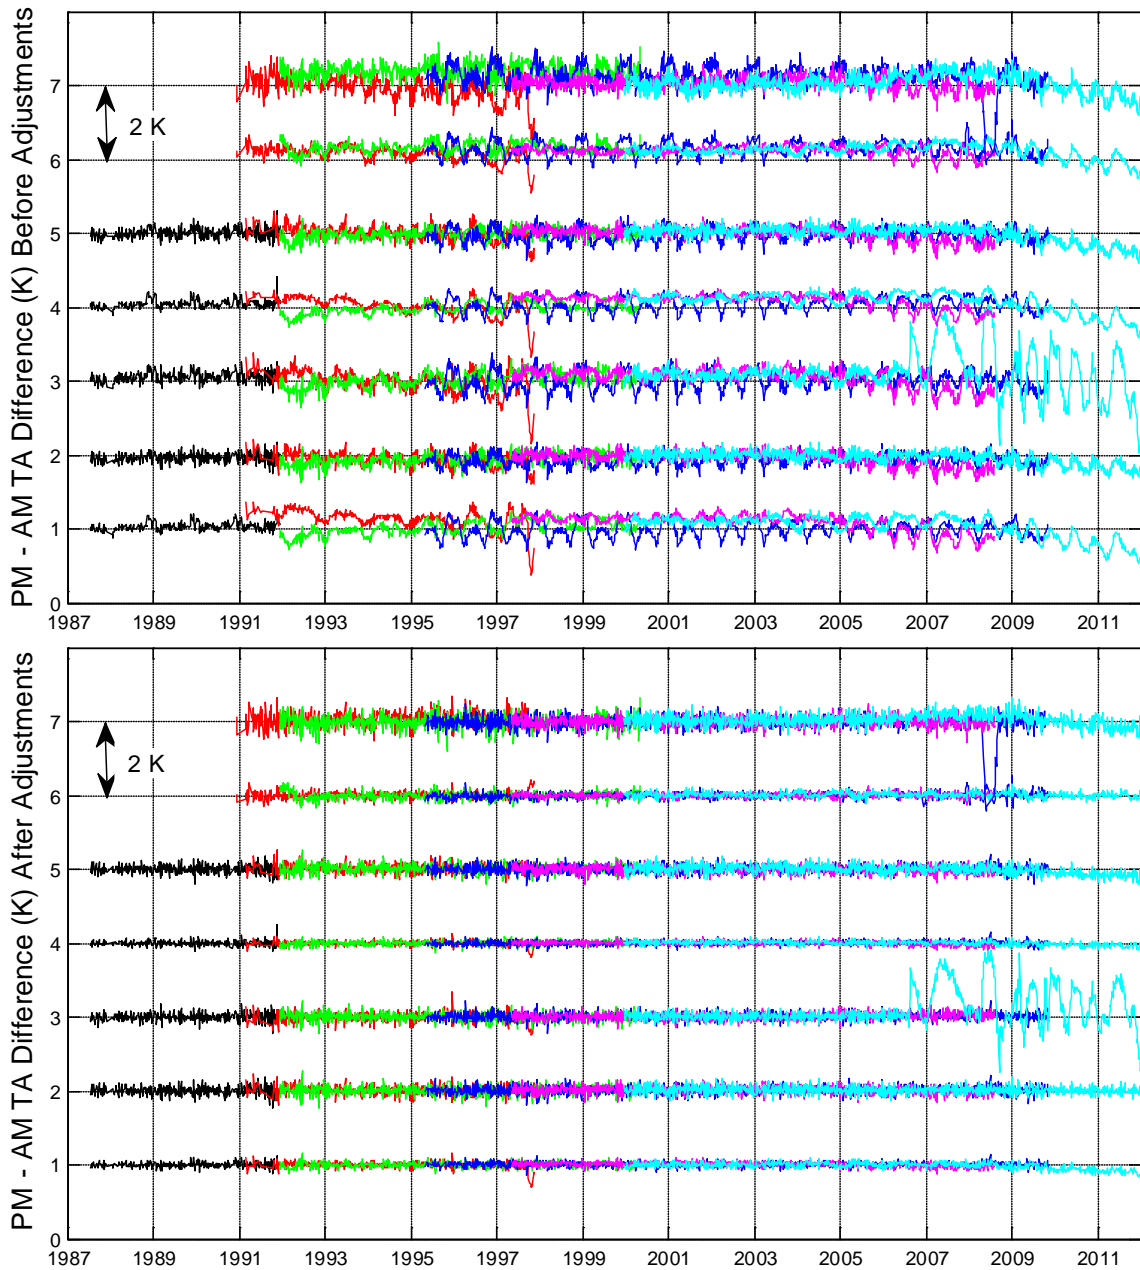 PM - AM TA Difference (K) Before Adjustments
7
2 K
6
5
4
3
2
1
0
1987 1989 1991 1993 1995 1997 1999 2001 2003 2005 2007 2009 2011
PM - AM TA Difference (K) After Adjustments
7
2 K
6
5
4
3
2
1
0
1987 1989 1991 1993 1995 1997 1999 2001 2003 2005 2007 2009 2011